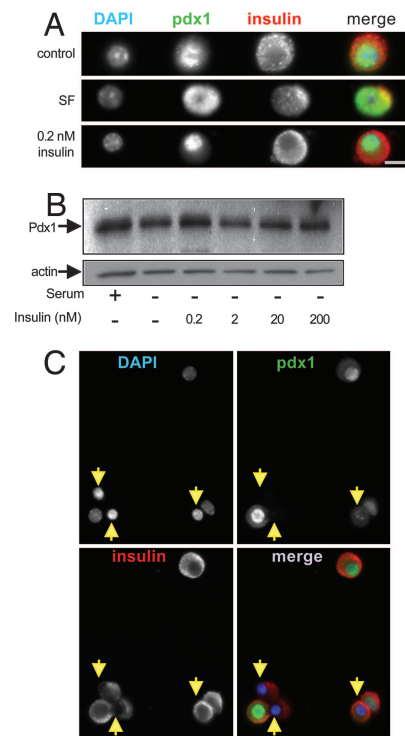 A
DAPI pdx1 insulin merge
control
SF
0.2 nM
insulin
B
Pdx1
actin
Serum + - - - - -
Insulin (nM) - - 0.2 2 20 200
C
DAPI pdx1
insulin merge